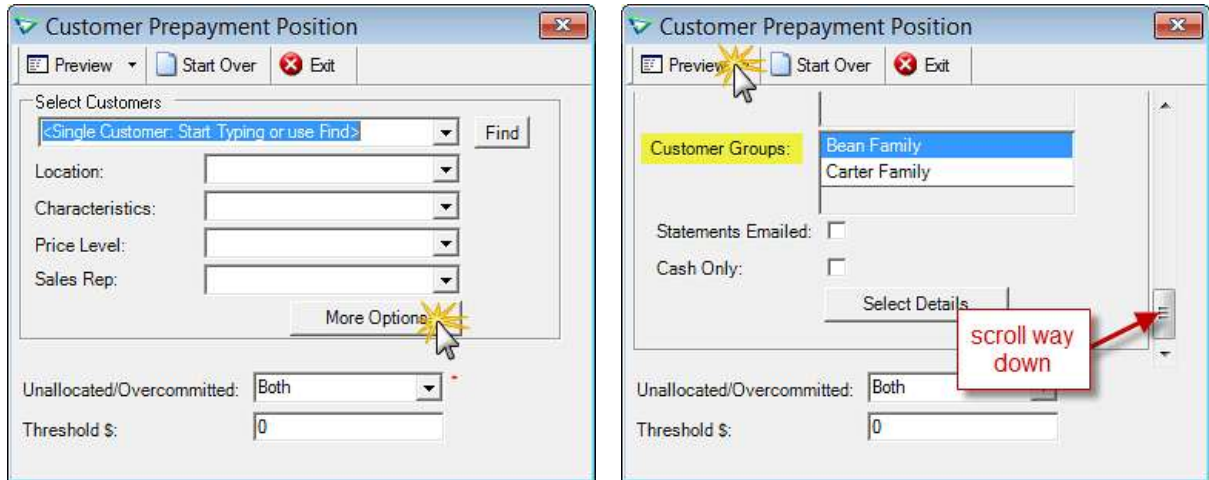 Customer Prepayment Position
Preview Start Over Exit
Select Customers
<Single Customer: Start Typing or use Find> Find
Location:
Characteristics:
Price Level:
Sales Rep:
More Options
Unallocated/Overcommitted: Both *
Threshold $: 0
Customer Prepayment Position
Preview Start Over Exit
Customer Groups: Bean Family
Carter Family
Statements Emailed:
Cash Only:
Select Details
scroll way
down
Unallocated/Overcommitted: Both
Threshold $: 0